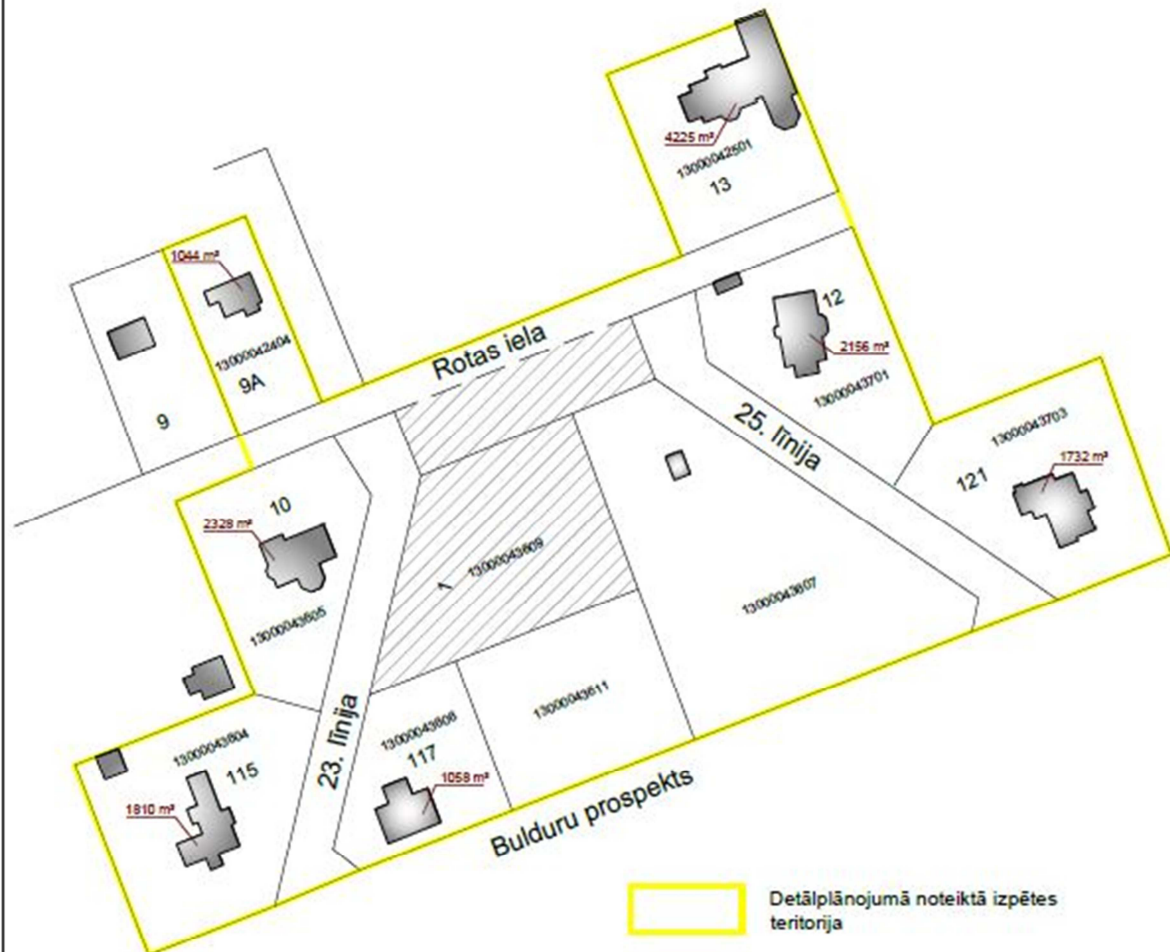 4225 m²
13000042501
13
1044 m²
13000042404
9A
9
Rotas iela
12
2156 m²
13000043701
25. līnija
13000043703
121
1732 m²
10
2328 m²
13000043605
1
13000043609
13000043607
13000043611
23. līnija
13000043604
115
1810 m²
13000043608
117
1058 m²
Bulduru prospekts
Detālplānojumā noteiktā izpētes
teritorija